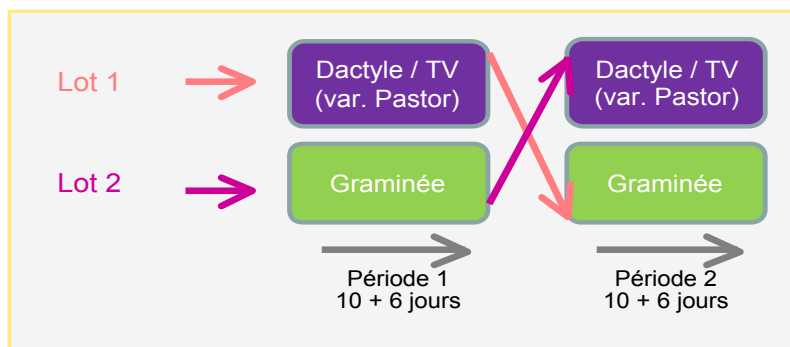 Lot 1
Dactyle / TV
(var. Pastor)
Dactyle / TV
(var. Pastor)
Lot 2
Graminée
Graminée
Période 1
10 + 6 jours
Période 2
10 + 6 jours